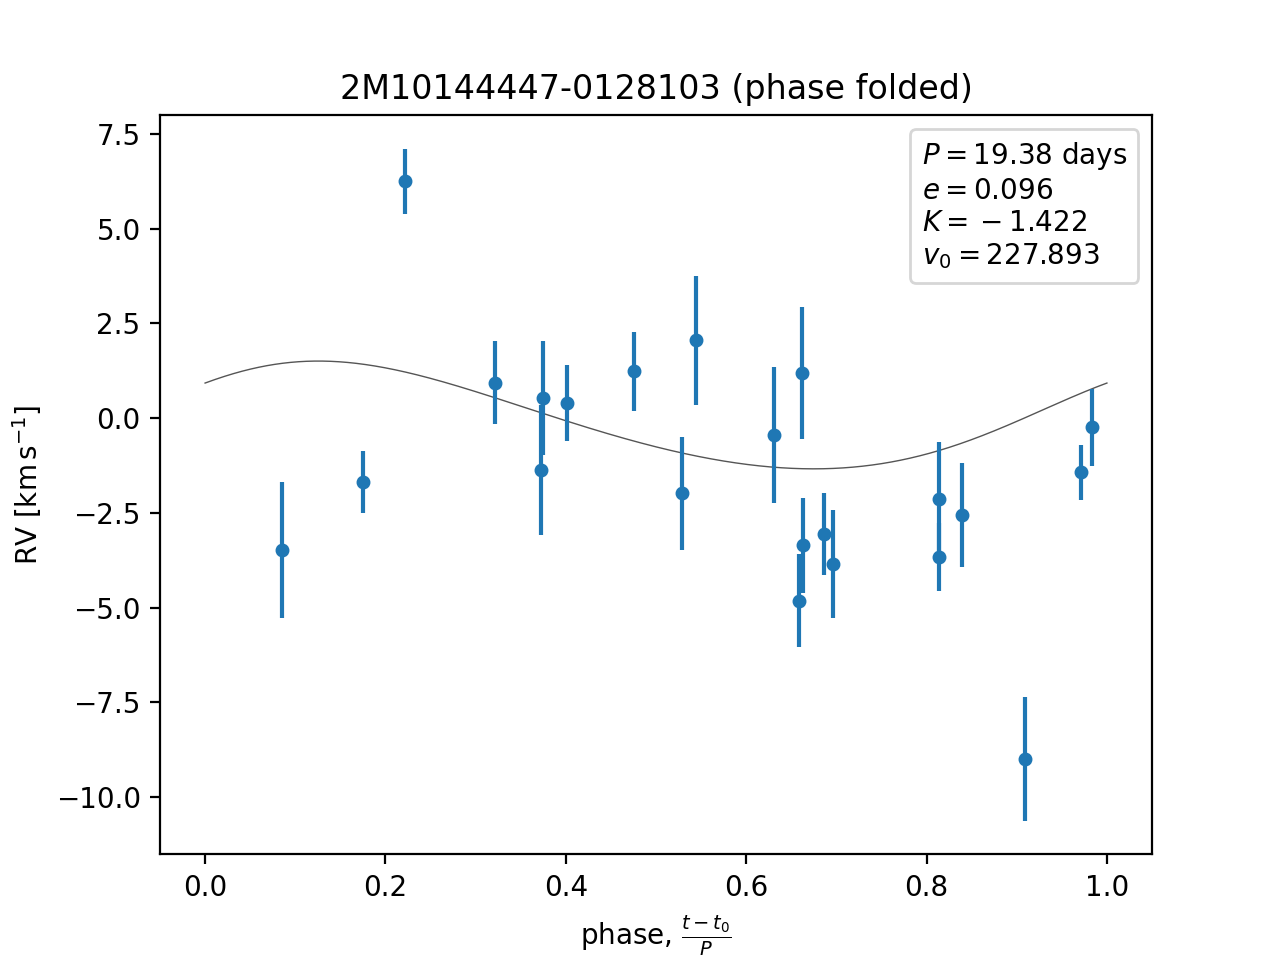 2M10144447-0128103 (phase folded)
P = 19.38 days
e = 0.096
K = −1.422
v₀ = 227.893
7.5
5.0
2.5
0.0
−2.5
−5.0
−7.5
−10.0
RV [km s⁻¹]
0.0 0.2 0.4 0.6 0.8 1.0
phase, (t − t₀)/P